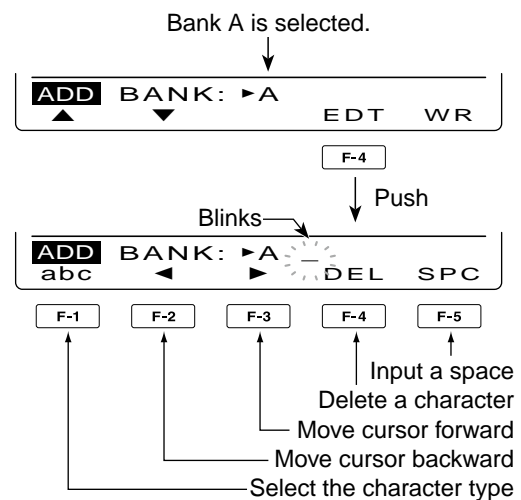 Bank A is selected.
ADD BANK: ►A
▲ ▼ EDT WR
F-4
Push
Blinks
ADD BANK: ►A _
abc ◄ ► DEL SPC
F-1 F-2 F-3 F-4 F-5
Input a space
Delete a character
Move cursor forward
Move cursor backward
Select the character type